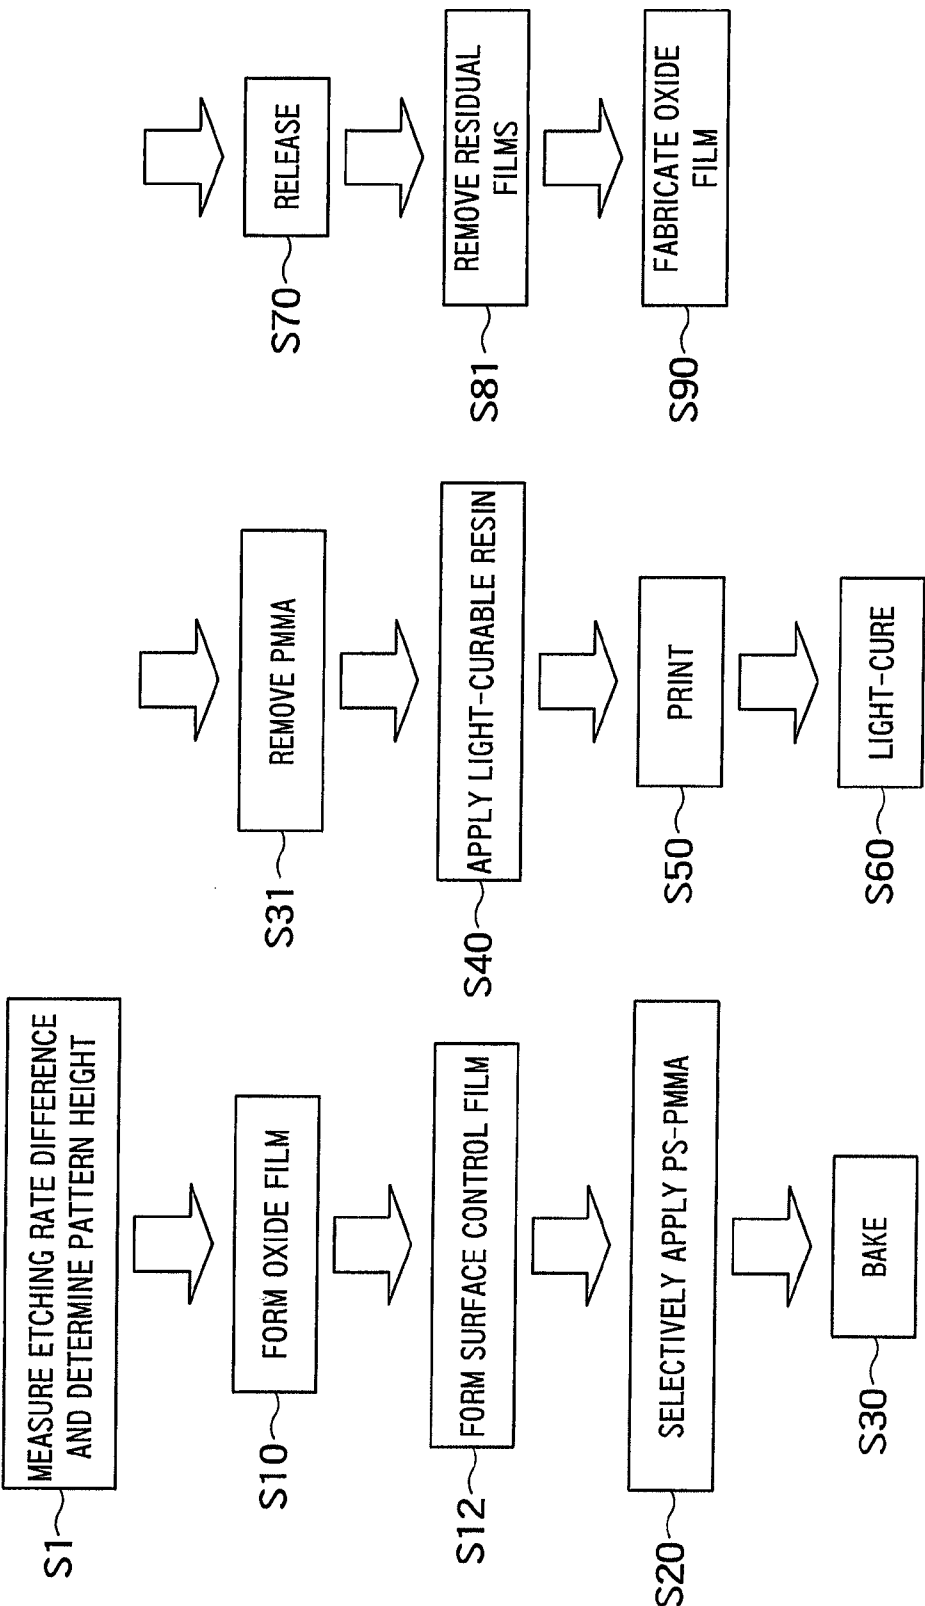 S1
MEASURE ETCHING RATE DIFFERENCE
AND DETERMINE PATTERN HEIGHT
S10
FORM OXIDE FILM
S12
FORM SURFACE CONTROL FILM
S20
SELECTIVELY APPLY PS-PMMA
S30
BAKE
S31
REMOVE PMMA
S40
APPLY LIGHT-CURABLE RESIN
S50
PRINT
S60
LIGHT-CURE
S70
RELEASE
S81
REMOVE RESIDUAL
FILMS
S90
FABRICATE OXIDE
FILM